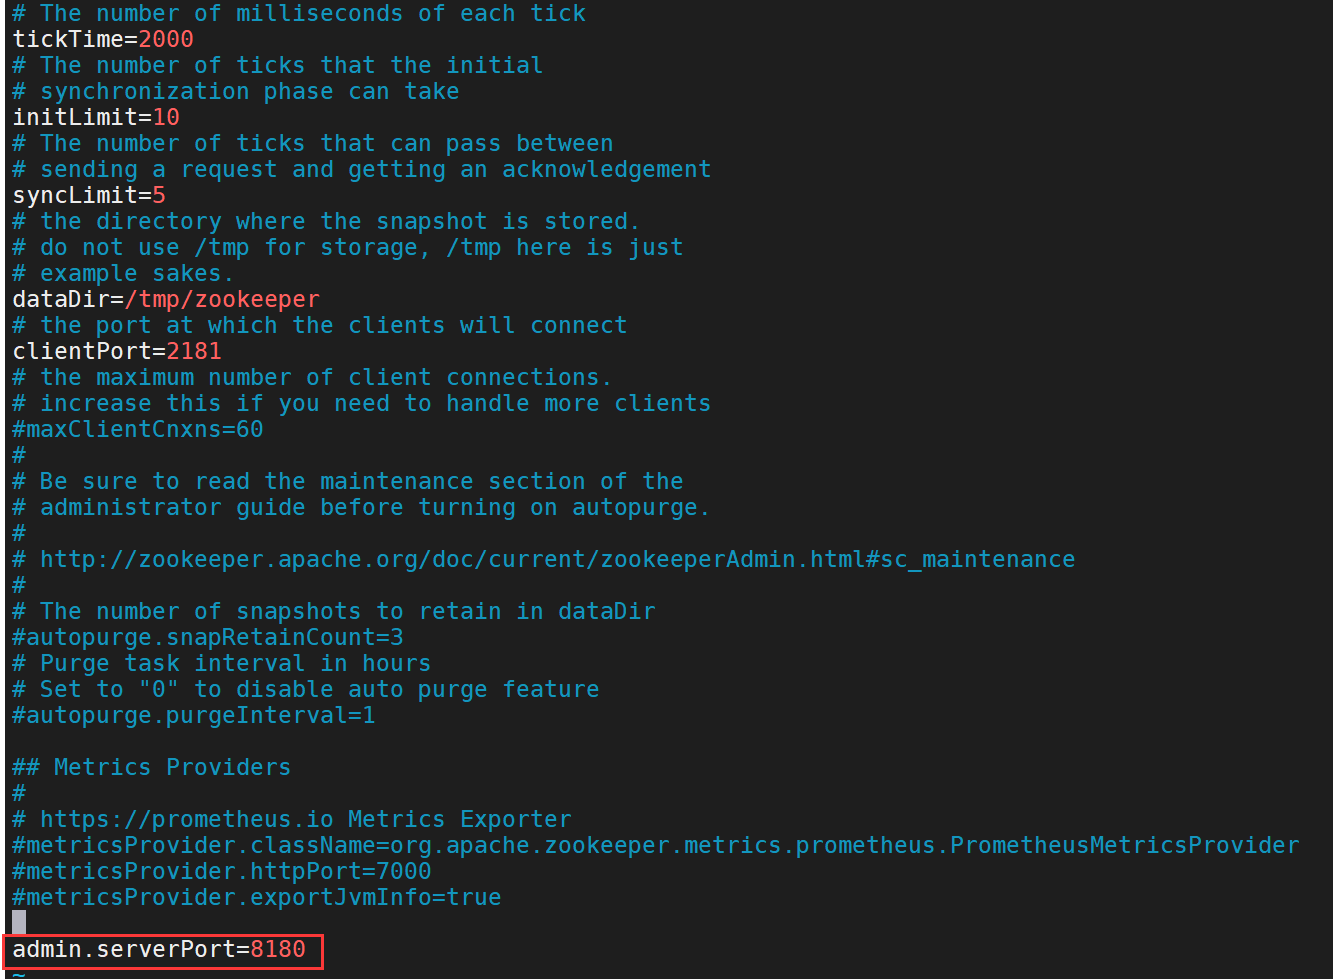 # The number of milliseconds of each tick
tickTime=2000
# The number of ticks that the initial
# synchronization phase can take
initLimit=10
# The number of ticks that can pass between
# sending a request and getting an acknowledgement
syncLimit=5
# the directory where the snapshot is stored.
# do not use /tmp for storage, /tmp here is just
# example sakes.
dataDir=/tmp/zookeeper
# the port at which the clients will connect
clientPort=2181
# the maximum number of client connections.
# increase this if you need to handle more clients
#maxClientCnxns=60
#
# Be sure to read the maintenance section of the
# administrator guide before turning on autopurge.
#
# http://zookeeper.apache.org/doc/current/zookeeperAdmin.html#sc_maintenance
#
# The number of snapshots to retain in dataDir
#autopurge.snapRetainCount=3
# Purge task interval in hours
# Set to "0" to disable auto purge feature
#autopurge.purgeInterval=1

## Metrics Providers
#
# https://prometheus.io Metrics Exporter
#metricsProvider.className=org.apache.zookeeper.metrics.prometheus.PrometheusMetricsProvider
#metricsProvider.httpPort=7000
#metricsProvider.exportJvmInfo=true

admin.serverPort=8180
~